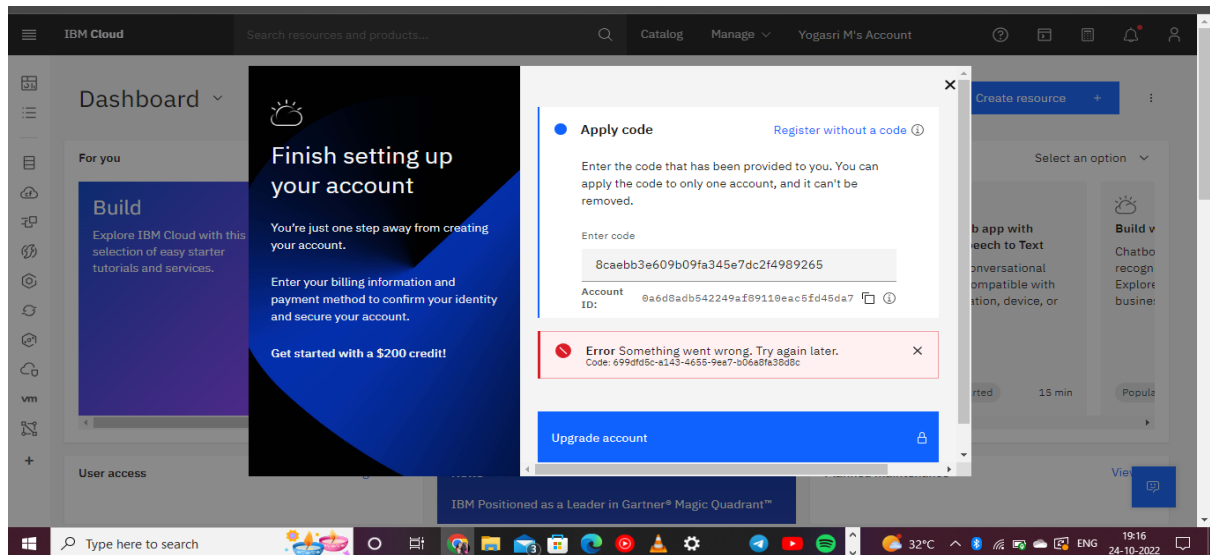 IBM Cloud
Search resources and products...
Catalog
Manage
Yogasri M's Account
Dashboard
Create resource +
For you
Select an option
Build
Explore IBM Cloud with this
selection of easy starter
tutorials and services.
Finish setting up
your account
You're just one step away from creating
your account.
Enter your billing information and
payment method to confirm your identity
and secure your account.
Get started with a $200 credit!
Apply code
Register without a code
Enter the code that has been provided to you. You can
apply the code to only one account, and it can't be
removed.
Enter code
8caebb3e609b09fa345e7dc2f4989265
Account
ID:
0a6d8adb542249af89110eac5fd45da7
Error Something went wrong. Try again later.
Code: 699dfd5c-a143-4655-9ea7-b06a8fa38d8c
Upgrade account
b app with
eech to Text
onversational
ompatible with
ation, device, or
rted
15 min
Build
Chatbo
recogn
Explore
busines
Popula
vm
User access
IBM Positioned as a Leader in Gartner® Magic Quadrant™
Vie
Type here to search
32°C
ENG
19:16
24-10-2022